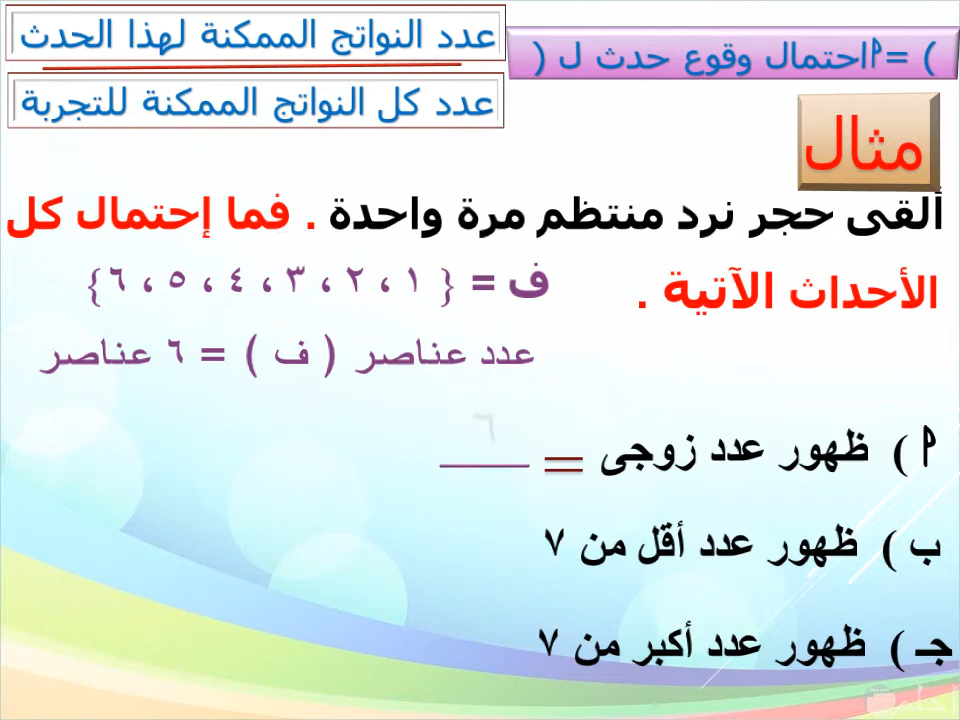 احتمال وقوع حدث ل ( أ ) =
عدد النواتج الممكنة لهذا الحدث
عدد كل النواتج الممكنة للتجربة
مثال
ألقى حجر نرد منتظم مرة واحدة . فما إحتمال كل
الأحداث الآتية .
ف = { ١ ، ٢ ، ٣ ، ٤ ، ٥ ، ٦ }
عدد عناصر ( ف ) = ٦ عناصر
أ ) ظهور عدد زوجى =
٦
ب ) ظهور عدد أقل من ٧
جـ ) ظهور عدد أكبر من ٧